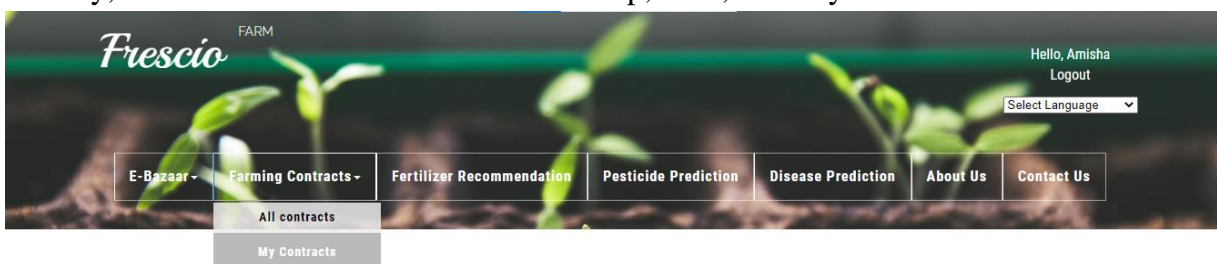 Frescio FARM
Hello, Amisha
Logout
Select Language
E-Bazaar Farming Contracts Fertilizer Recommendation Pesticide Prediction Disease Prediction About Us Contact Us
All contracts
My Contracts